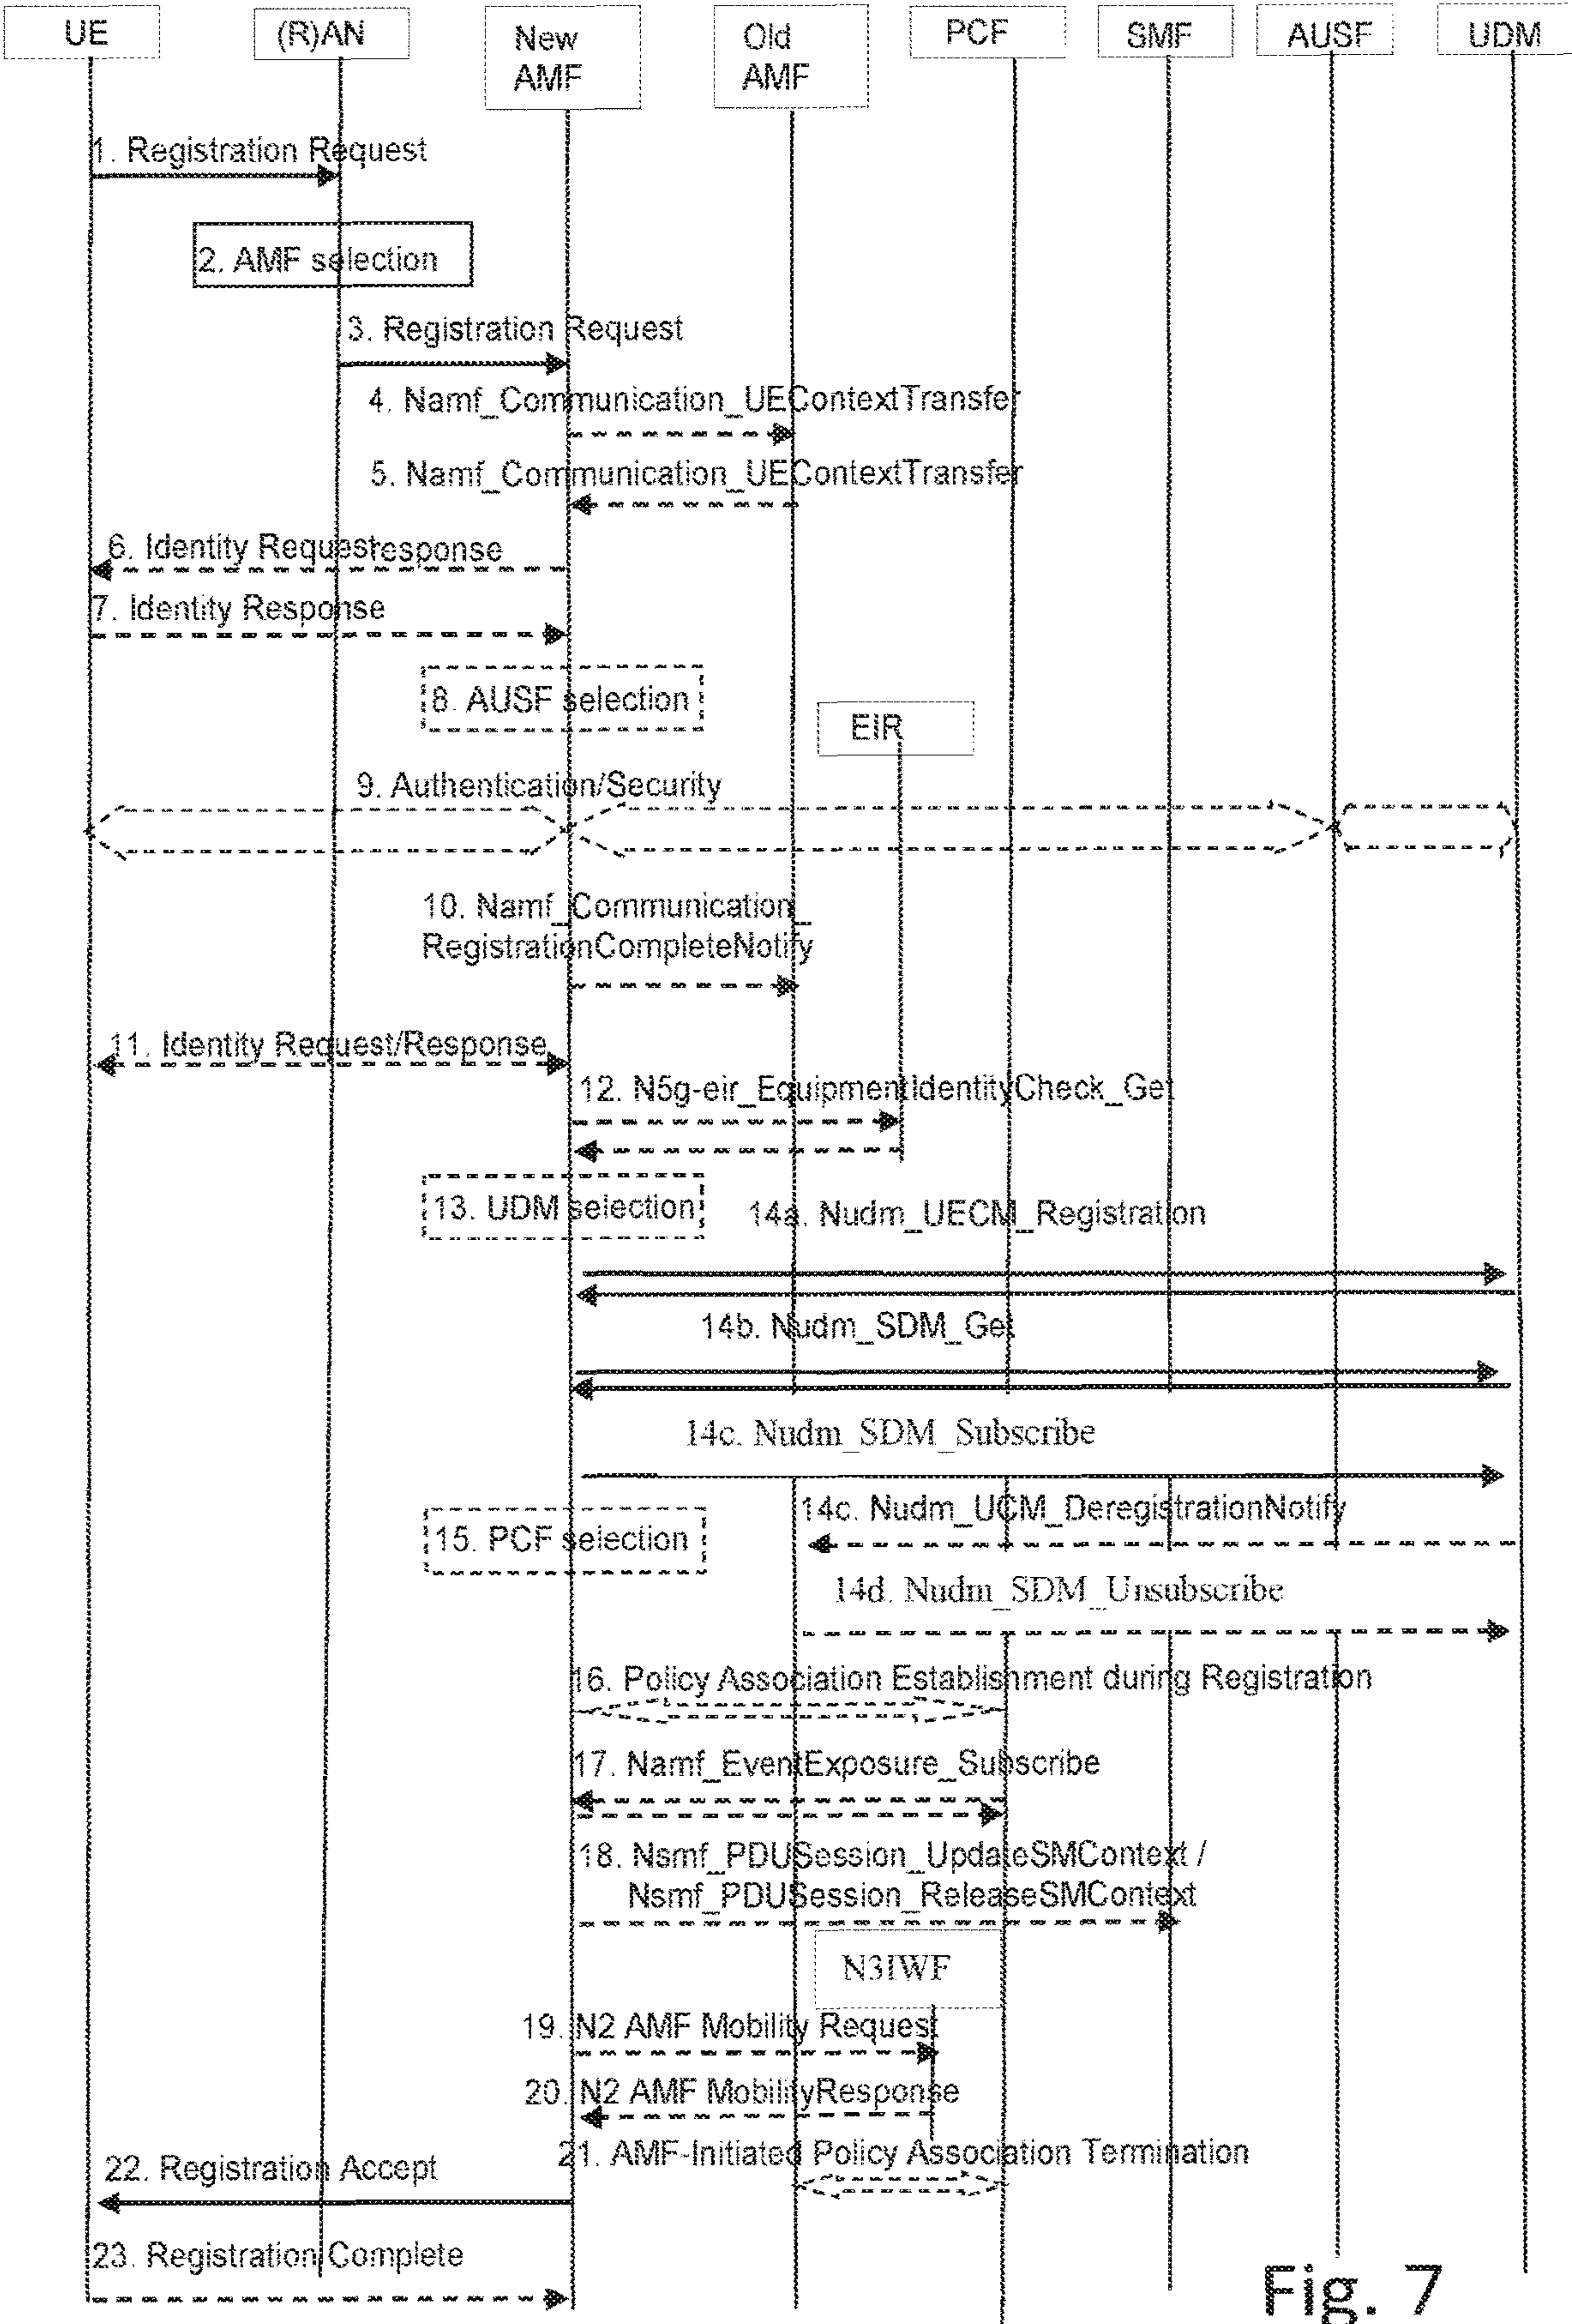 UE
(R)AN
New
AMF
Old
AMF
PCF
SMF
AUSF
UDM
1. Registration Request
2. AMF selection
3. Registration Request
4. Namf_Communication_UEContextTransfer
5. Namf_Communication_UEContextTransfer
6. Identity Request response
7. Identity Response
8. AUSF selection
EIR
9. Authentication/Security
10. Namf_Communication_
RegistrationCompleteNotify
11. Identity Request/Response
12. N5g-eir_EquipmentIdentityCheck_Get
13. UDM selection
14a. Nudm_UECM_Registration
14b. Nudm_SDM_Get
14c. Nudm_SDM_Subscribe
14c. Nudm_UCM_DeregistrationNotify
15. PCF selection
14d. Nudm_SDM_Unsubscribe
16. Policy Association Establishment during Registration
17. Namf_EventExposure_Subscribe
18. Nsmf_PDUSession_UpdateSMContext /
Nsmf_PDUSession_ReleaseSMContext
N3IWF
19. N2 AMF Mobility Request
20. N2 AMF MobilityResponse
21. AMF-Initiated Policy Association Termination
22. Registration Accept
23. Registration Complete
Fig. 7